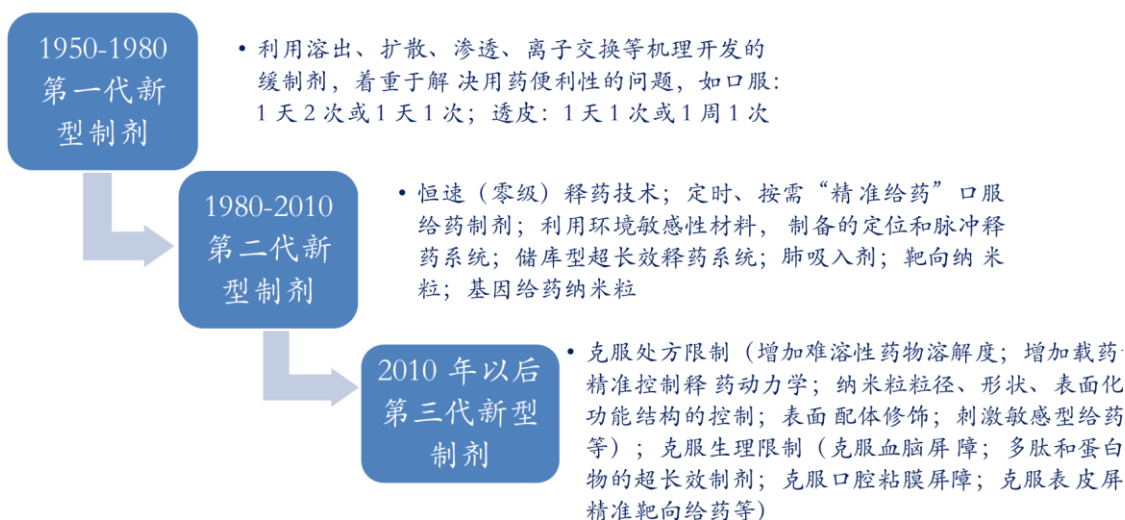 1950-1980
第一代新
型制剂
• 利用溶出、扩散、渗透、离子交换等机理开发的
缓制剂，着重于解 决用药便利性的问题，如口服：
1 天 2 次或 1 天 1 次；透皮：1 天 1 次或 1 周 1 次
1980-2010
第二代新
型制剂
• 恒速（零级）释药技术；定时、按需“精 准给药”口服
给药制剂；利用环境敏感性材料， 制备的定位和脉冲释
药系统；储库型超长效释药系统；肺吸入剂；靶向纳 米
粒；基因给药纳米粒
2010 年以后
第三代新型
制剂
• 克服处方限制（增加难溶性药物溶解度；增加载药
精准控制释 药动力学；纳米粒粒径、形状、表面化
功能结构的控制；表面 配体修饰；刺激敏感型给药
等）；克服生理限制（克服血脑屏 障；多肽和蛋白
物的超长效制剂；克服口腔粘膜屏障；克服表 皮屏
精准靶向给药等）